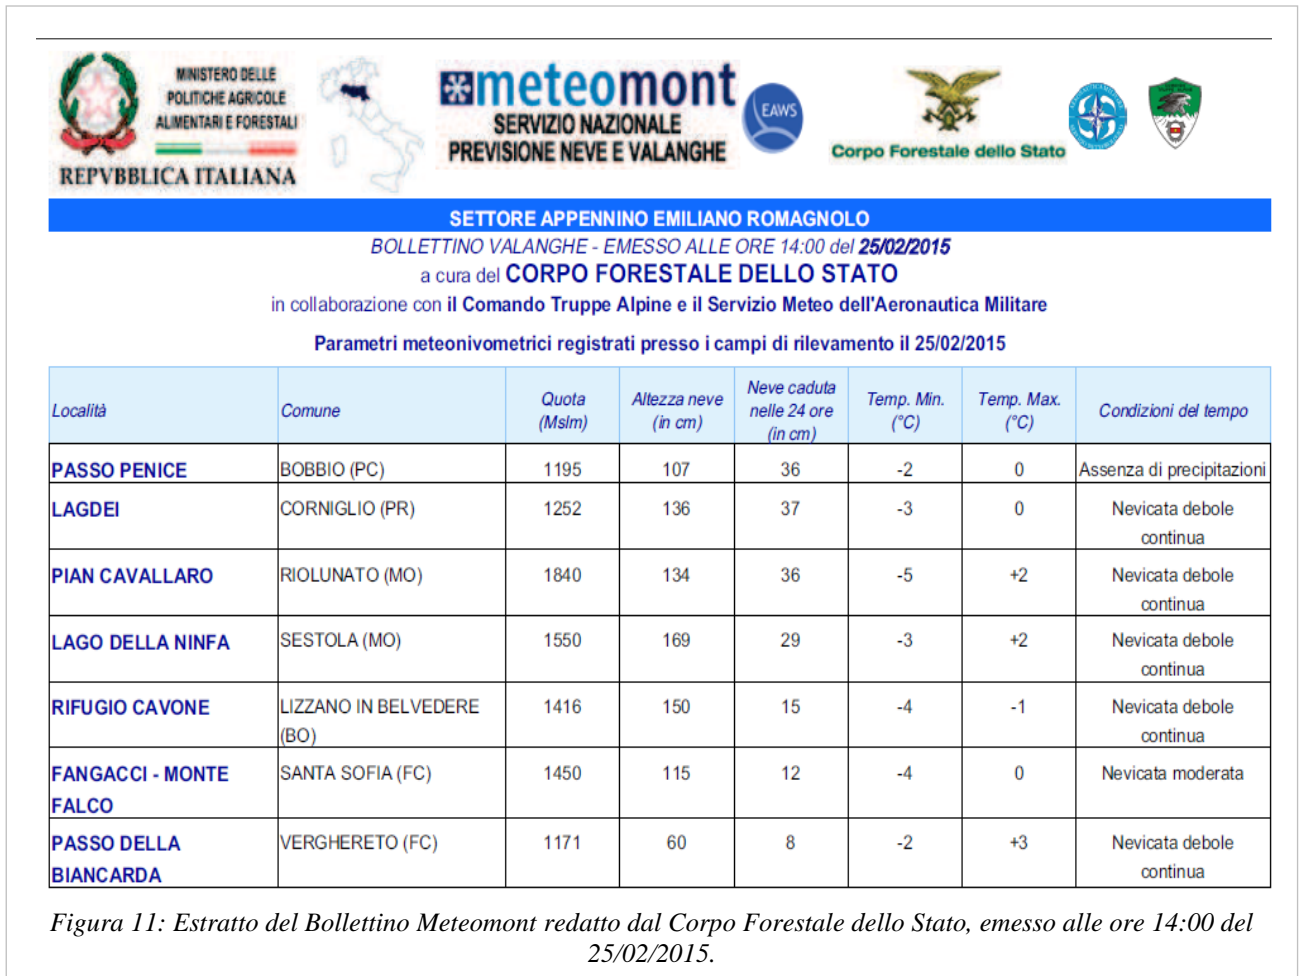 MINISTERO DELLE
POLITICHE AGRICOLE
ALIMENTARI E FORESTALI
REPVBBLICA ITALIANA
meteomont
SERVIZIO NAZIONALE
PREVISIONE NEVE E VALANGHE
EAWS
Corpo Forestale dello Stato
SETTORE APPENNINO EMILIANO ROMAGNOLO
BOLLETTINO VALANGHE - EMESSO ALLE ORE 14:00 del 25/02/2015
a cura del CORPO FORESTALE DELLO STATO
in collaborazione con il Comando Truppe Alpine e il Servizio Meteo dell'Aeronautica Militare
Parametri meteonivometrici registrati presso i campi di rilevamento il 25/02/2015
Località Comune Quota (Mslm) Altezza neve (in cm) Neve caduta nelle 24 ore (in cm) Temp. Min. (°C) Temp. Max. (°C) Condizioni del tempo
PASSO PENICE BOBBIO (PC) 1195 107 36 -2 0 Assenza di precipitazioni
LAGDEI CORNIGLIO (PR) 1252 136 37 -3 0 Nevicata debole continua
PIAN CAVALLARO RIOLUNATO (MO) 1840 134 36 -5 +2 Nevicata debole continua
LAGO DELLA NINFA SESTOLA (MO) 1550 169 29 -3 +2 Nevicata debole continua
RIFUGIO CAVONE LIZZANO IN BELVEDERE (BO) 1416 150 15 -4 -1 Nevicata debole continua
FANGACCI - MONTE FALCO SANTA SOFIA (FC) 1450 115 12 -4 0 Nevicata moderata
PASSO DELLA BIANCARDA VERGHERETO (FC) 1171 60 8 -2 +3 Nevicata debole continua
Figura 11: Estratto del Bollettino Meteomont redatto dal Corpo Forestale dello Stato, emesso alle ore 14:00 del
25/02/2015.